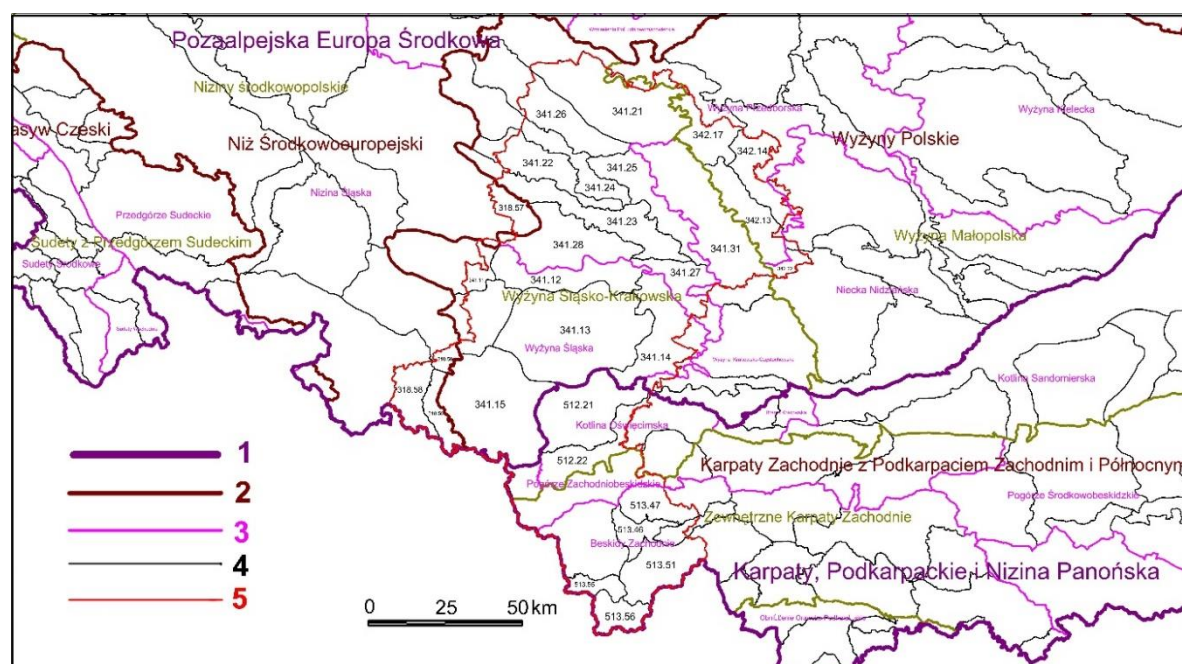 Pozaalpejska Europa Środkowa
Niziny środkowopolskie
Wyżyna Przedborska
Wyżyna Kielecka
341.26
341.21
asyw Czeski
Niż Środkowoeuropejski
342.17
Wyżyny Polskie
342.14
341.22
341.25
341.24
Nizina Śląska
318.57
Przedgórze Sudeckie
341.23
342.13
Sudety z Przedgórzem Sudeckim
341.28
341.31
Wyżyna Małopolska
Sudety Środkowe
341.27
341.12
Wyżyna Śląsko-Krakowska
Niecka Nidziańska
341.13
Wyżyna Śląska
341.14
318.58
341.15
512.21
Kotlina Sandomierska
Kotlina Oświęcimska
1
512.22
Karpaty Zachodnie z Podkarpaciem Zachodnim i Północnym
2
Pogórze Zachodniobeskidzkie
Pogórze Środkowobeskidzkie
513.47
Zewnętrzne Karpaty Zachodnie
3
513.46
Beskidy Zachodnie
4
513.51
Karpaty, Podkarpackie i Nizina Panońska
513.55
5
0 25 50 km
513.56